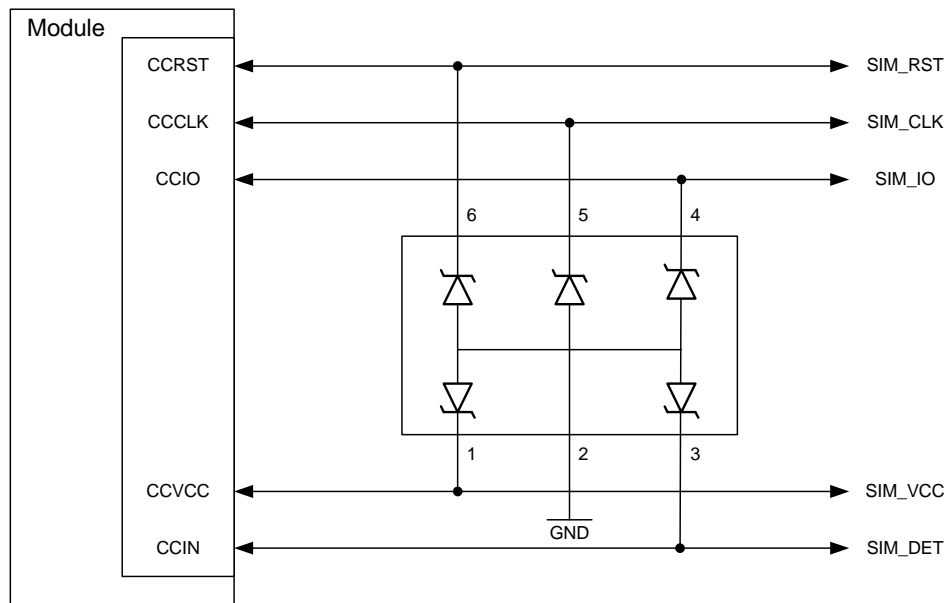 Module
CCRST
SIM_RST
CCCLK
SIM_CLK
CCIO
SIM_IO
6
5
4
1
2
3
CCVCC
SIM_VCC
GND
CCIN
SIM_DET